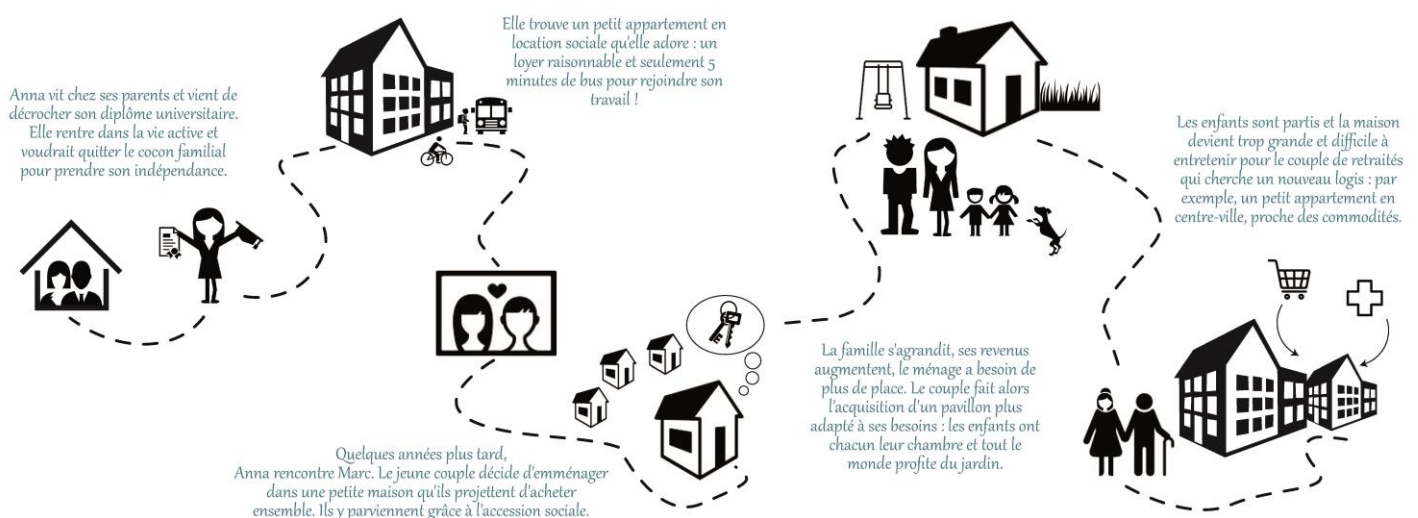 Anna vit chez ses parents et vient de
décrocher son diplôme universitaire.
Elle rentre dans la vie active et
voudrait quitter le cocon familial
pour prendre son indépendance.
Elle trouve un petit appartement en
location sociale qu'elle adore : un
loyer raisonnable et seulement 5
minutes de bus pour rejoindre son
travail !
Quelques années plus tard,
Anna rencontre Marc. Le jeune couple décide d'emménager
dans une petite maison qu'ils projettent d'acheter
ensemble. Ils y parviennent grâce à l'accession sociale.
La famille s'agrandit, ses revenus
augmentent, le ménage a besoin de
plus de place. Le couple fait alors
l'acquisition d'un pavillon plus
adapté à ses besoins : les enfants ont
chacun leur chambre et tout le
monde profite du jardin.
Les enfants sont partis et la maison
devient trop grande et difficile à
entretenir pour le couple de retraités
qui cherche un nouveau logis : par
exemple, un petit appartement en
centre-ville, proche des commodités.